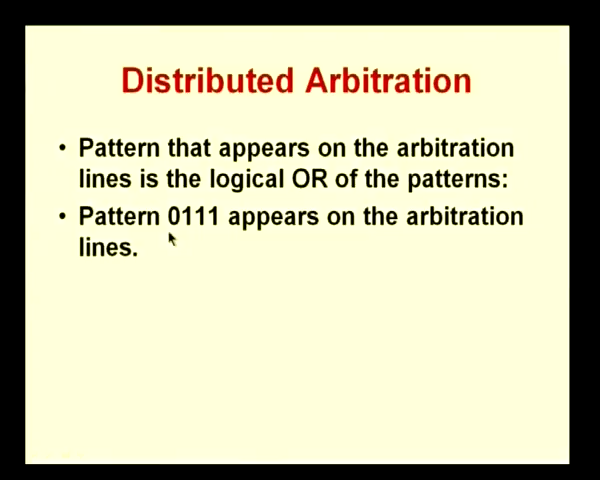 Distributed Arbitration
• Pattern that appears on the arbitration
lines is the logical OR of the patterns:
• Pattern 0111 appears on the arbitration
lines.